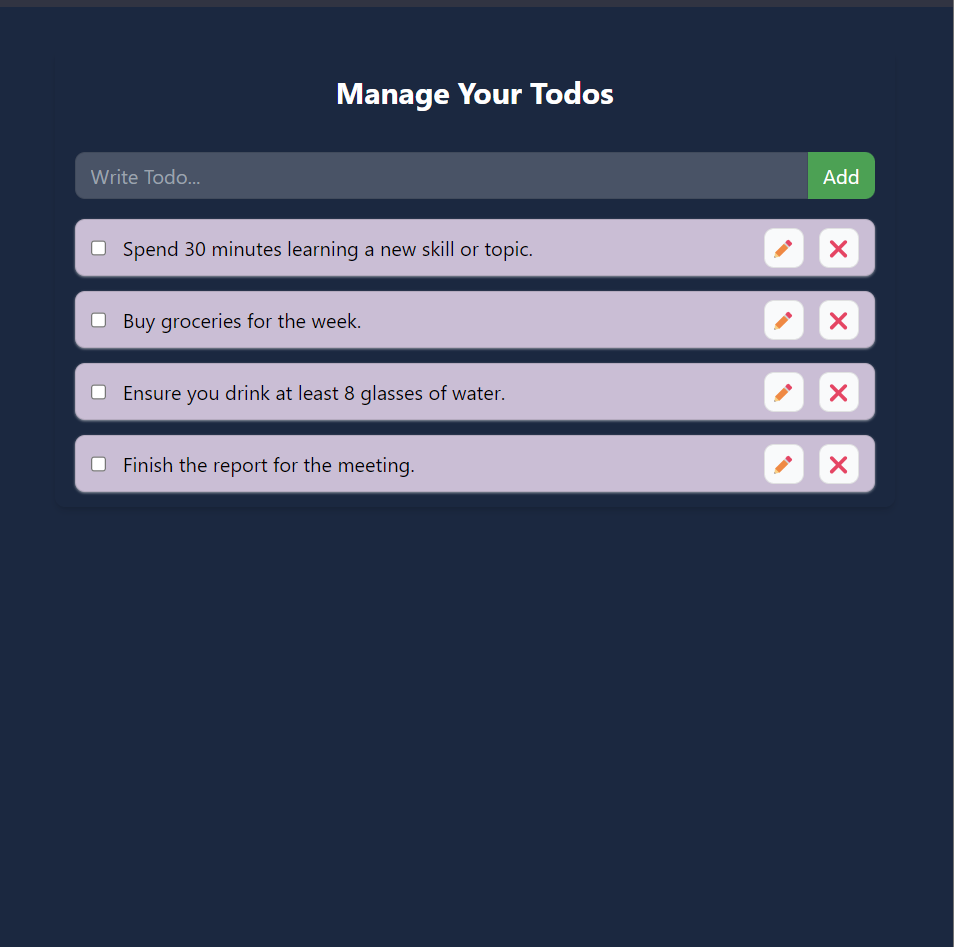 Manage Your Todos
Write Todo...
Add
Spend 30 minutes learning a new skill or topic.
Buy groceries for the week.
Ensure you drink at least 8 glasses of water.
Finish the report for the meeting.